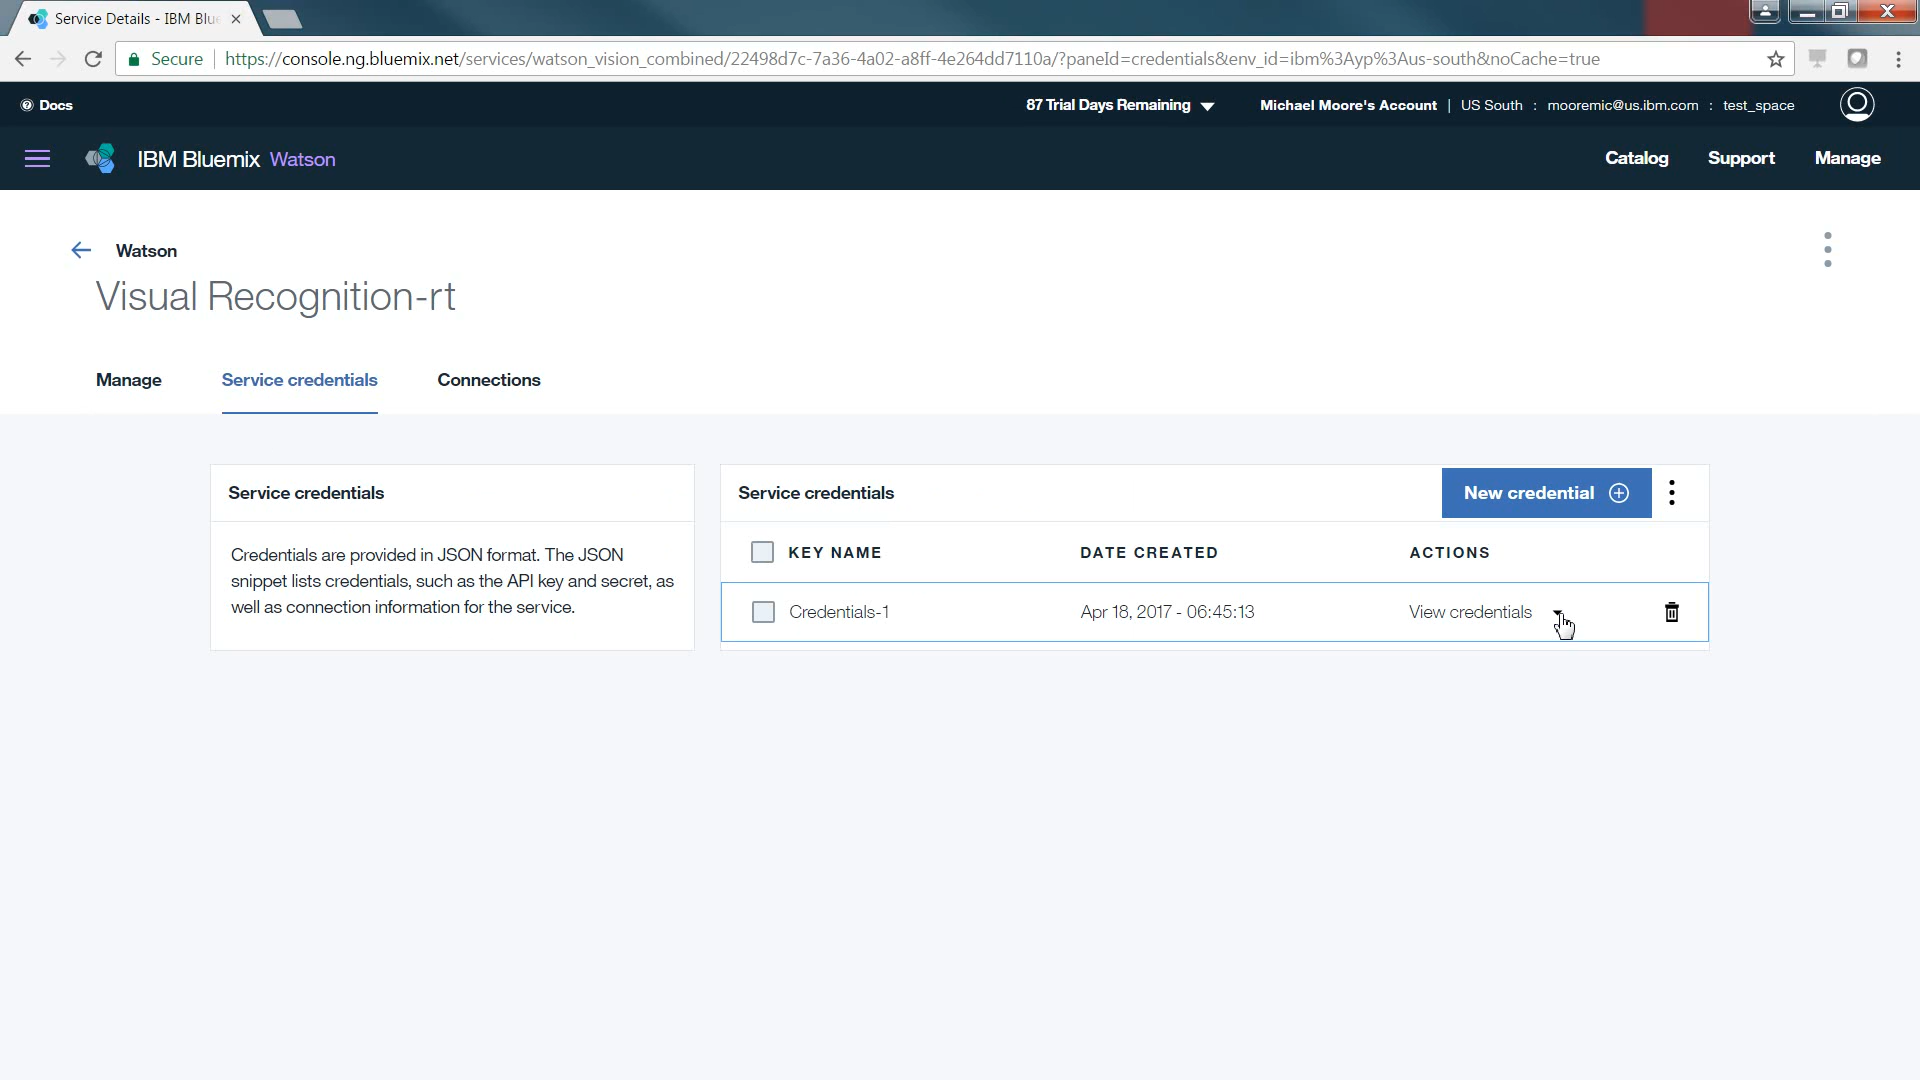 Service Details - IBM Blue
Secure
https://console.ng.bluemix.net/services/watson_vision_combined/22498d7c-7a36-4a02-a8ff-4e264dd7110a/?paneId=credentials&env_id=ibm%3Ayp%3Aus-south&noCache=true
Docs
87 Trial Days Remaining
Michael Moore's Account | US South : mooremic@us.ibm.com : test_space
IBM Bluemix Watson
Catalog Support Manage
Watson
Visual Recognition-rt
Manage Service credentials Connections
Service credentials
Credentials are provided in JSON format. The JSON
snippet lists credentials, such as the API key and secret, as
well as connection information for the service.
Service credentials
New credential
KEY NAME DATE CREATED ACTIONS
Credentials-1 Apr 18, 2017 - 06:45:13 View credentials